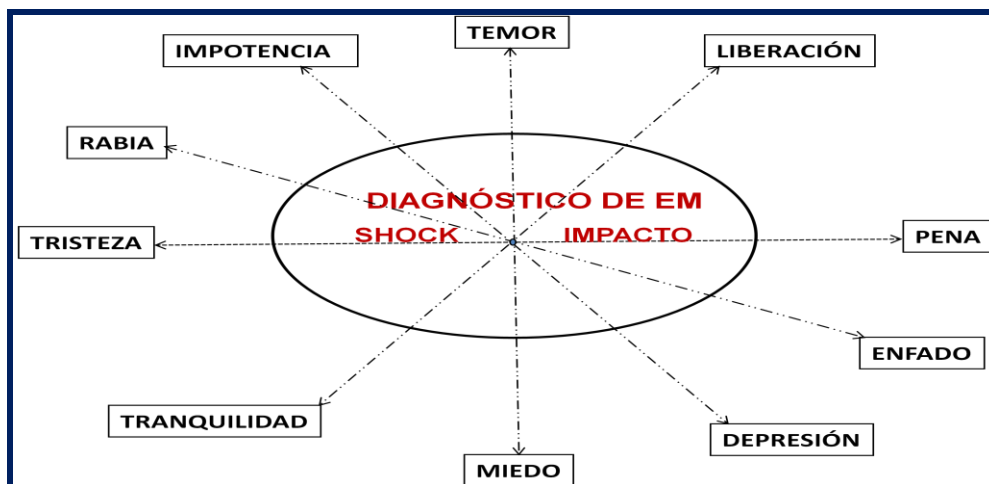 TEMOR
IMPOTENCIA
LIBERACIÓN
RABIA
DIAGNÓSTICO DE EM
SHOCK IMPACTO
TRISTEZA
PENA
ENFADO
TRANQUILIDAD
DEPRESIÓN
MIEDO